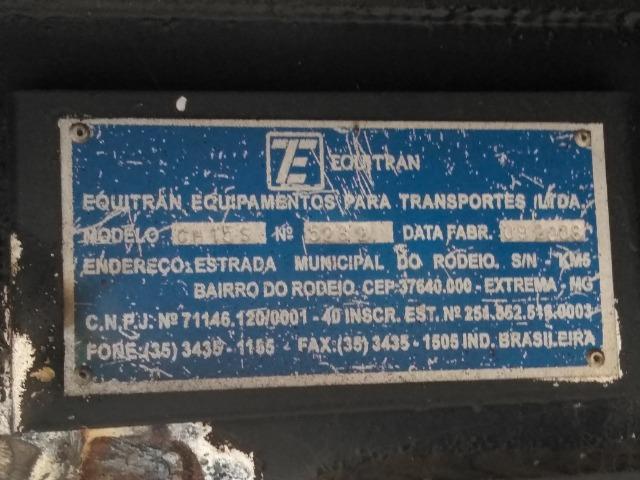 EQUITRAN
EQUITRAN EQUIPAMENTOS PARA TRANSPORTES LTDA.
MODELO Nº DATA FABR.
ENDEREÇO: ESTRADA MUNICIPAL DO RODEIO, S/N KM5
BAIRRO DO RODEIO. CEP-37640.000 - EXTREMA MG
C.N.P.J.: Nº 71146.120/0001 - 40 INSCR. EST. Nº
FONE:(35) 3435 - 1155 - FAX:(35) 3435 - 1505 IND. BRASILEIRA